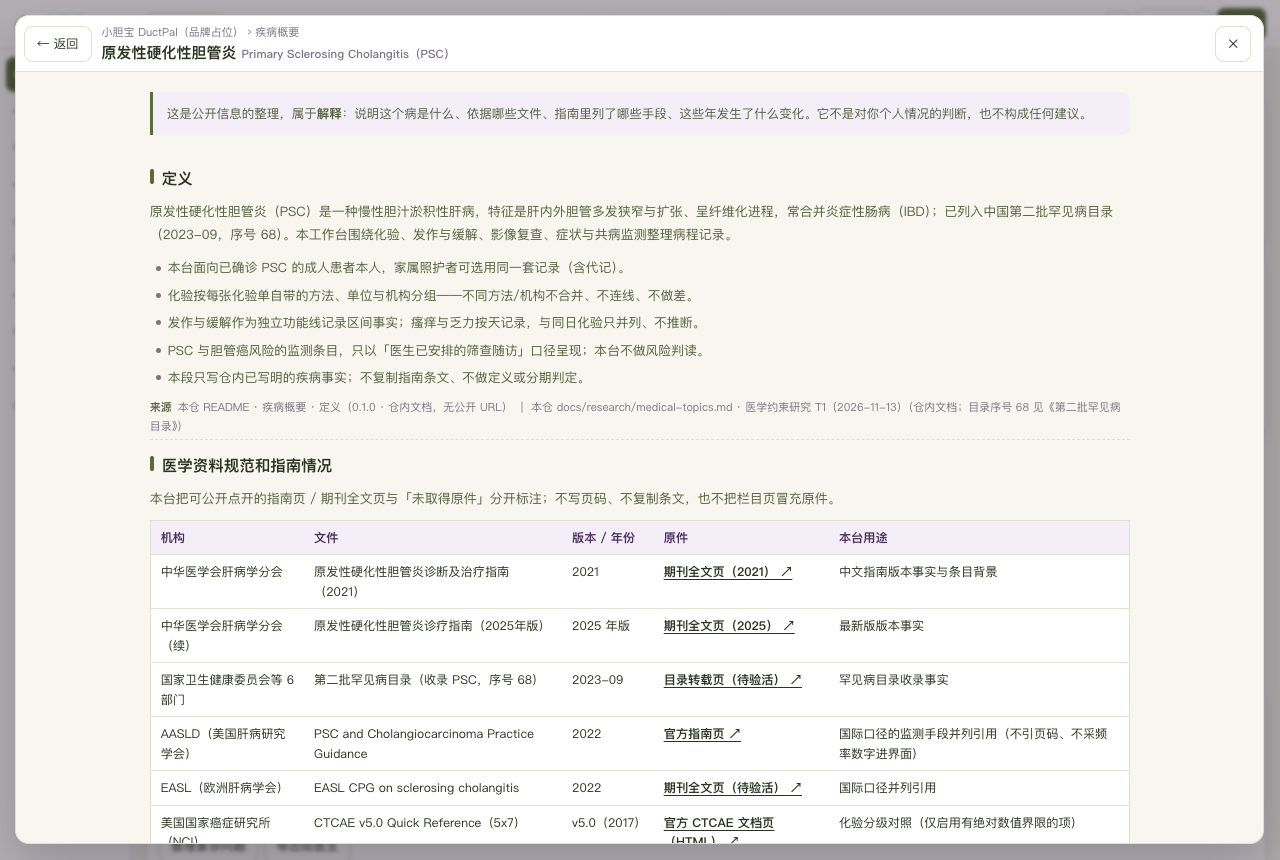 ← 返回
小胆宝 DuctPal（品牌占位） › 疾病概要
原发性硬化性胆管炎 Primary Sclerosing Cholangitis（PSC）
×
这是公开信息的整理，属于解释：说明这个病是什么、依据哪些文件、指南里列了哪些手段、这些年发生了什么变化。它不是对你个人情况的判断，也不构成任何建议。
定义
原发性硬化性胆管炎（PSC）是一种慢性胆汁淤积性肝病，特征是肝内外胆管多发狭窄与扩张、呈纤维化进程，常合并炎症性肠病（IBD）；已列入中国第二批罕见病目录
（2023-09，序号 68）。本工作台围绕化验、发作与缓解、影像复查、症状与共病监测整理病程记录。
• 本台面向已确诊 PSC 的成人患者本人，家属照护者可选用同一套记录（含代记）。
• 化验按每张化验单自带的方法、单位与机构分组——不同方法/机构不合并、不连线、不做差。
• 发作与缓解作为独立功能线记录区间事实；瘙痒与乏力按天记录，与同日化验只并列、不推断。
• PSC 与胆管癌风险的监测条目，只以「医生已安排的筛查随访」口径呈现；本台不做风险判读。
• 本段只写仓内已写明的疾病事实；不复制指南条文、不做定义或分期判定。
来源 本仓 README · 疾病概要 · 定义（0.1.0 · 仓内文档，无公开 URL） | 本仓 docs/research/medical-topics.md · 医学约束研究 T1（2026-11-13）（仓内文档；目录序号 68 见《第二批罕见病
目录》）
医学资料规范和指南情况
本台把可公开点开的指南页 / 期刊全文页与「未取得原件」分开标注；不写页码、不复制条文，也不把栏目页冒充原件。
机构 文件 版本 / 年份 原件 本台用途
中华医学会肝病学分会 原发性硬化性胆管炎诊断及治疗指南 2021 期刊全文页（2021） ↗ 中文指南版本事实与条目背景
（2021）
中华医学会肝病学分会 原发性硬化性胆管炎诊疗指南（2025年版） 2025 年版 期刊全文页（2025） ↗ 最新版版本事实
（续）
国家卫生健康委员会等 6 第二批罕见病目录（收录 PSC，序号 68） 2023-09 目录转载页（待验活） ↗ 罕见病目录收录事实
部门
AASLD（美国肝病研究 PSC and Cholangiocarcinoma Practice 2022 官方指南页 ↗ 国际口径的监测手段并列引用（不引页码、不采频
学会） Guidance 率数字进界面）
EASL（欧洲肝病学会） EASL CPG on sclerosing cholangitis 2022 期刊全文页（待验活） ↗ 国际口径并列引用
美国国家癌症研究所 CTCAE v5.0 Quick Reference（5x7） v5.0（2017） 官方 CTCAE 文档页 化验分级对照（仅启用有绝对数值界限的项）
（NCI） （HTML） ↗